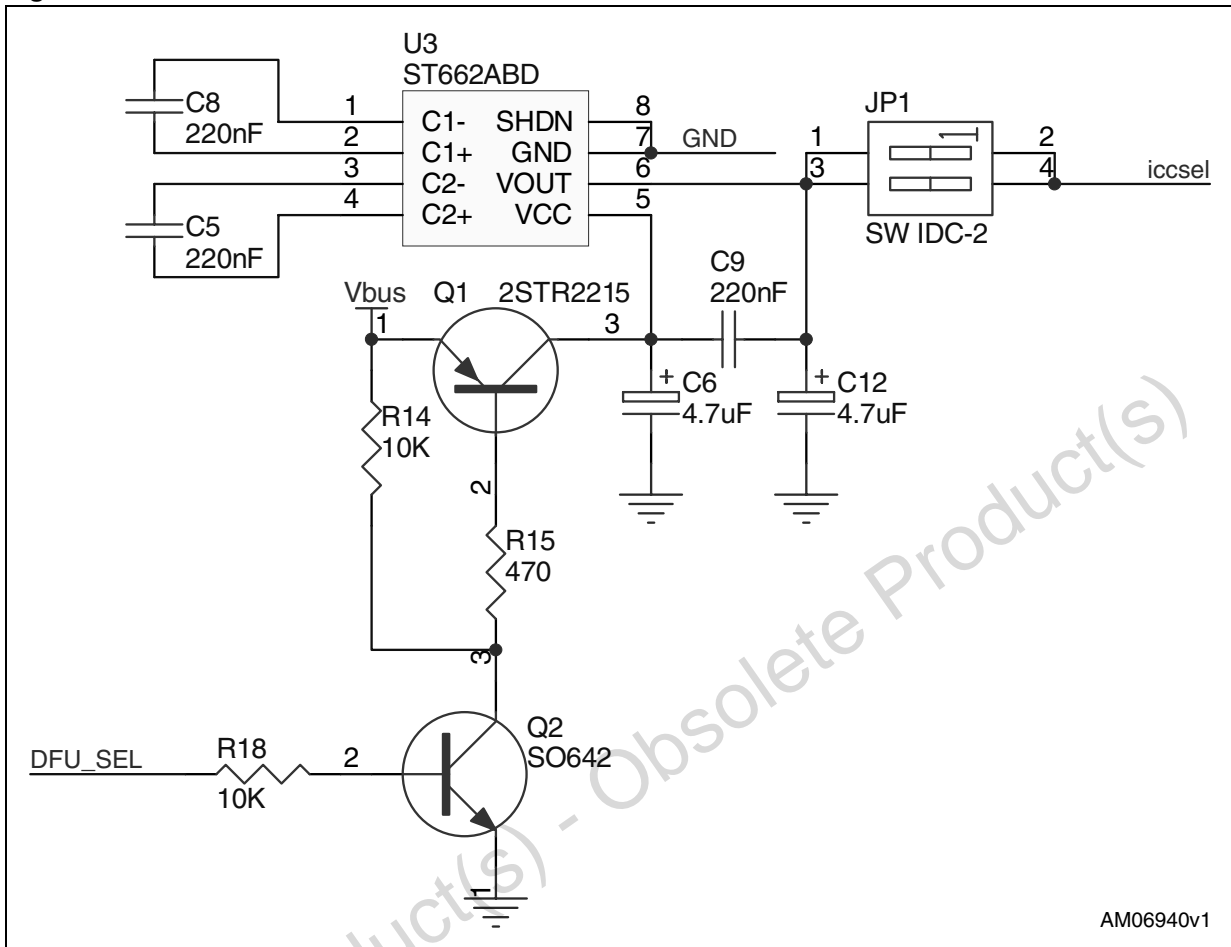 U3
ST662ABD
C8
220nF
1
2
3
4
C1-
C1+
C2-
C2+
SHDN
GND
VOUT
VCC
8
7
6
5
GND
JP1
1
3
2
4
iccsel
SW IDC-2
C5
220nF
Vbus
1
Q1
2STR2215
3
C9
220nF
+
C6
4.7uF
+
C12
4.7uF
R14
10K
2
R15
470
3
Q2
SO642
DFU_SEL
R18
10K
2
1
duct(s) - Obsolete Product(s)
AM06940v1